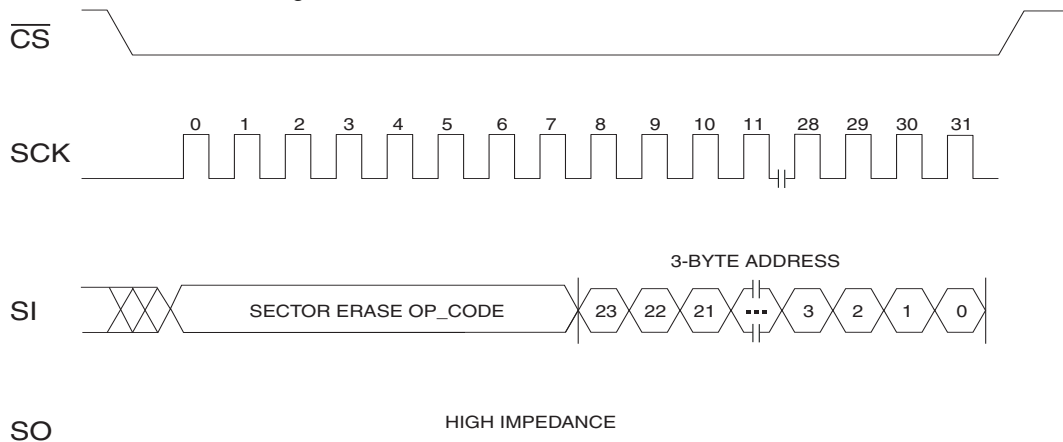 CS
0 1 2 3 4 5 6 7 8 9 10 11 28 29 30 31
SCK
3-BYTE ADDRESS
SI SECTOR ERASE OP_CODE 23 22 21 ... 3 2 1 0
SO HIGH IMPEDANCE